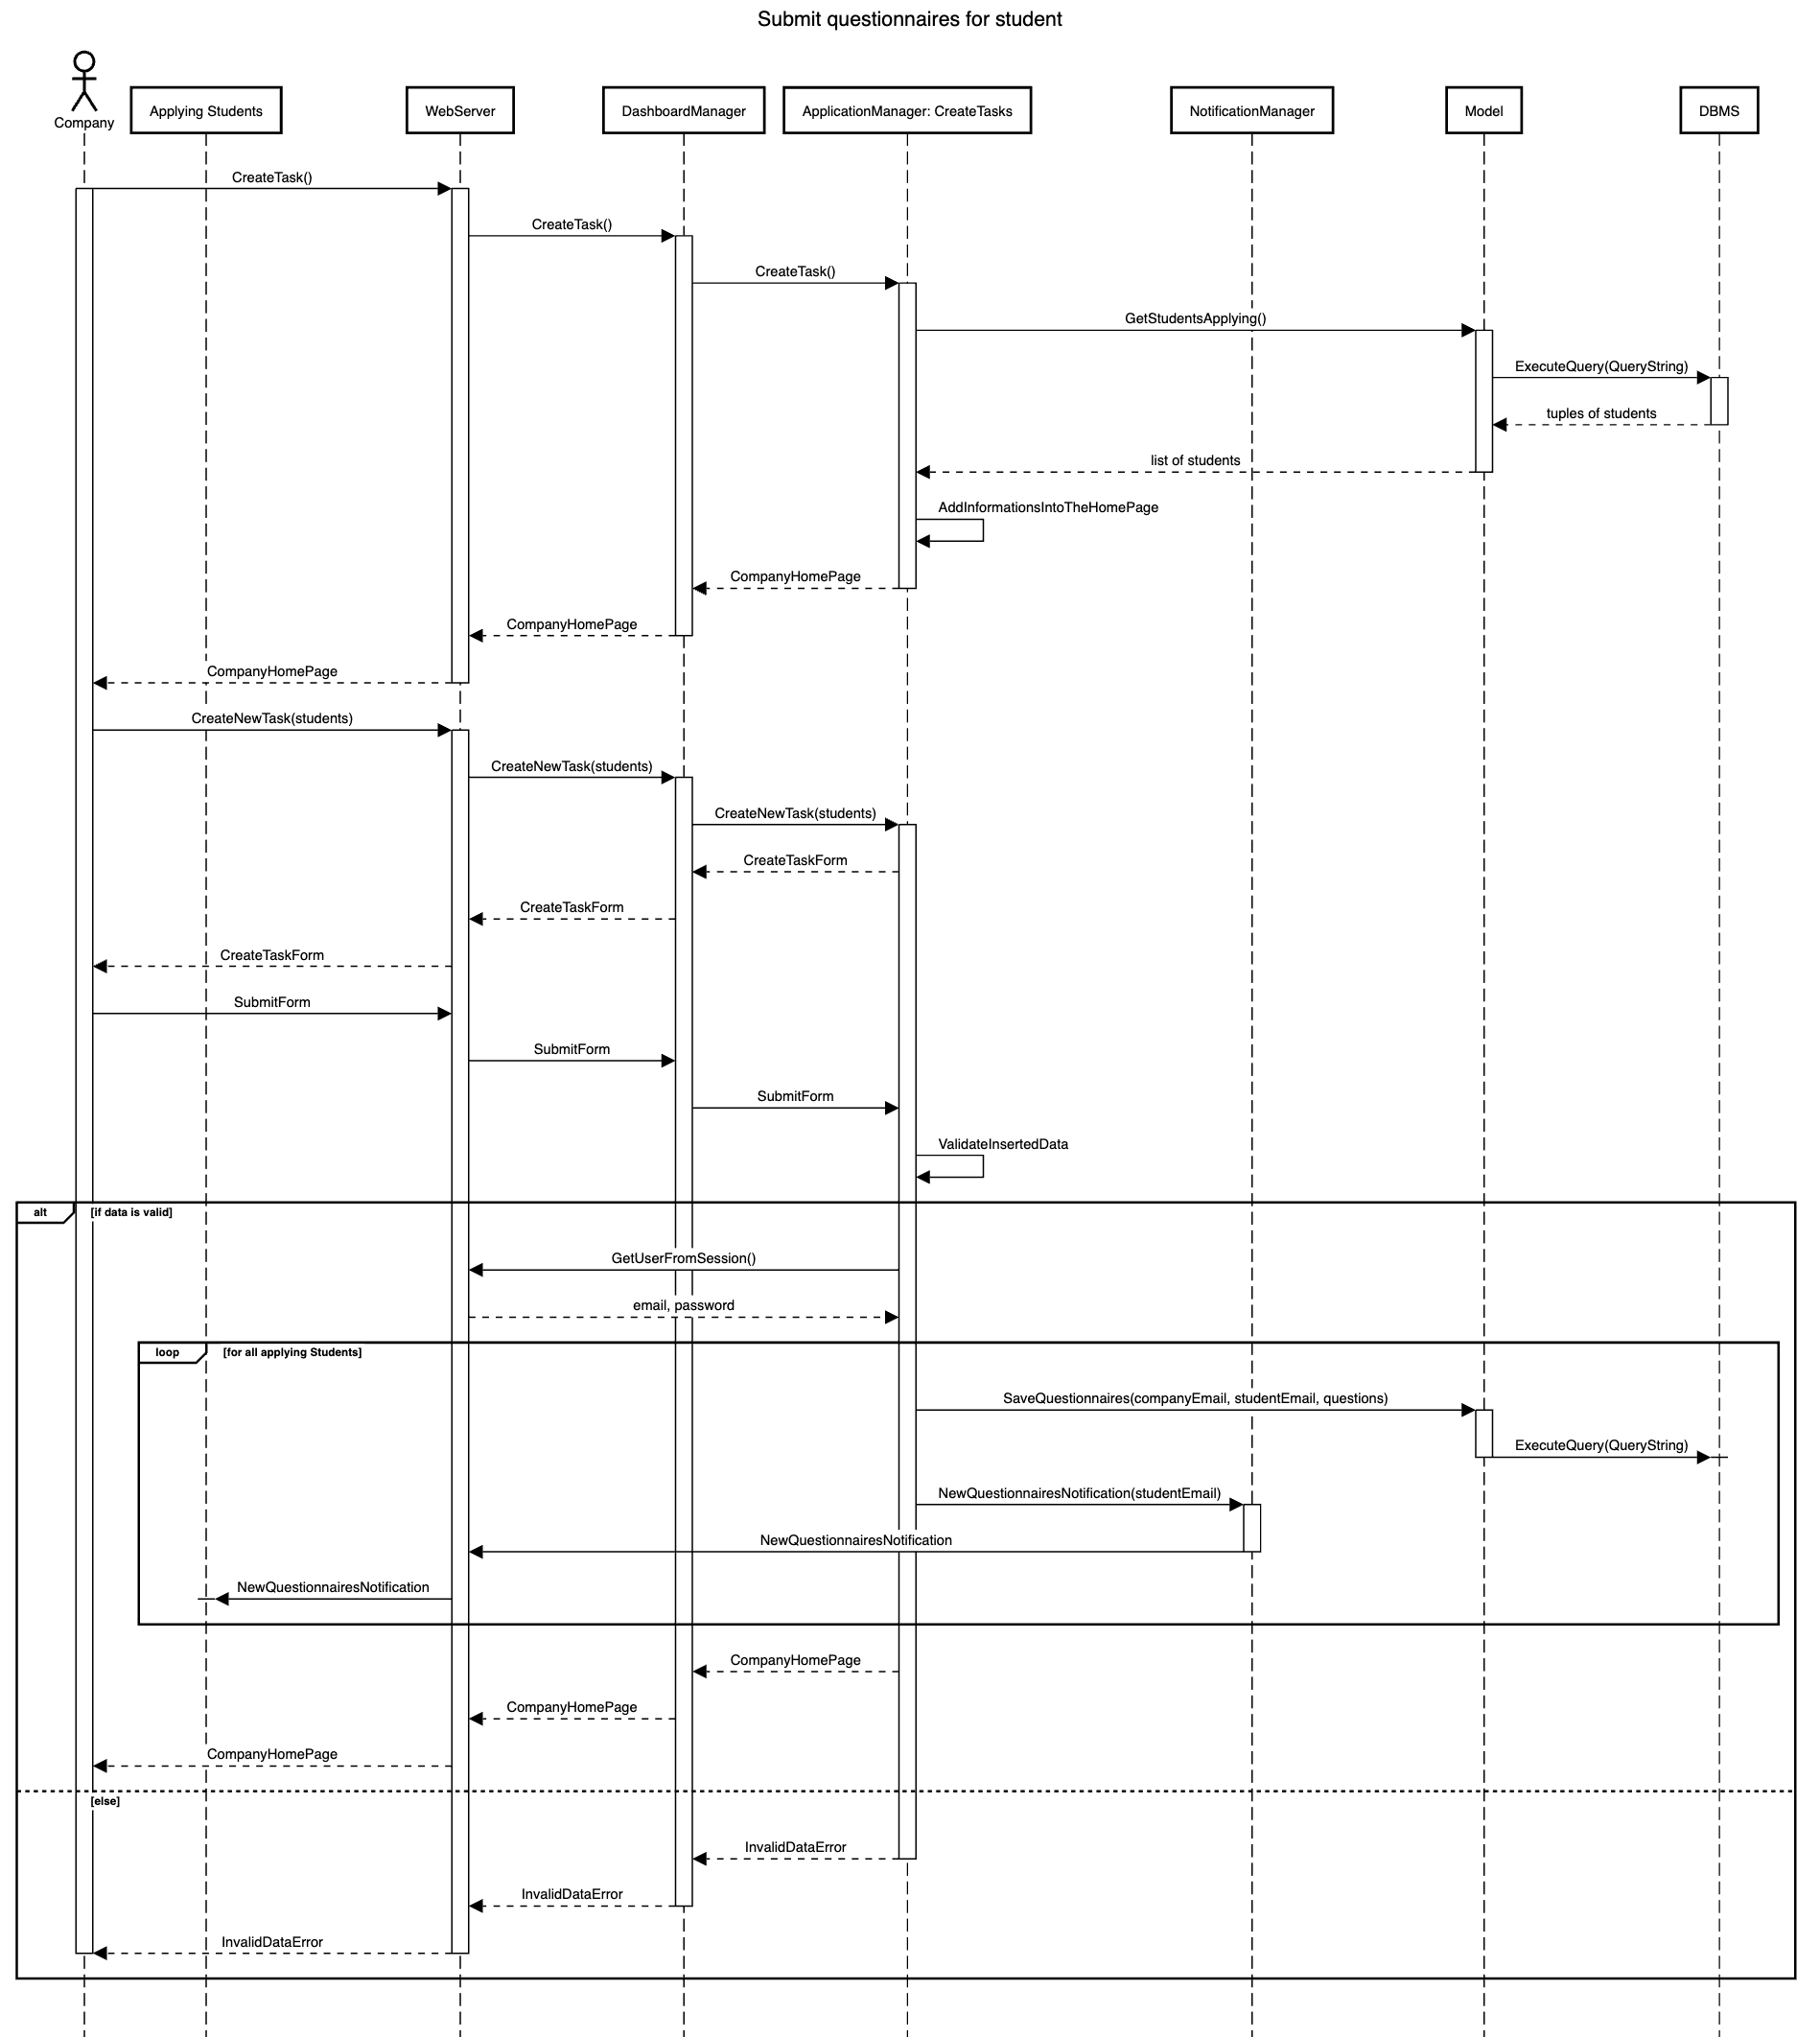 Submit questionnaires for student
Company
Applying Students
WebServer
DashboardManager
ApplicationManager: CreateTasks
NotificationManager
Model
DBMS
CreateTask()
CreateTask()
CreateTask()
GetStudentsApplying()
ExecuteQuery(QueryString)
tuples of students
list of students
AddInformationsIntoTheHomePage
CompanyHomePage
CompanyHomePage
CompanyHomePage
CreateNewTask(students)
CreateNewTask(students)
CreateNewTask(students)
CreateTaskForm
CreateTaskForm
CreateTaskForm
SubmitForm
SubmitForm
SubmitForm
ValidateInsertedData
alt [if data is valid]
GetUserFromSession()
email, password
loop [for all applying Students]
SaveQuestionnaires(companyEmail, studentEmail, questions)
ExecuteQuery(QueryString)
NewQuestionnairesNotification(studentEmail)
NewQuestionnairesNotification
NewQuestionnairesNotification
CompanyHomePage
CompanyHomePage
CompanyHomePage
[else]
InvalidDataError
InvalidDataError
InvalidDataError